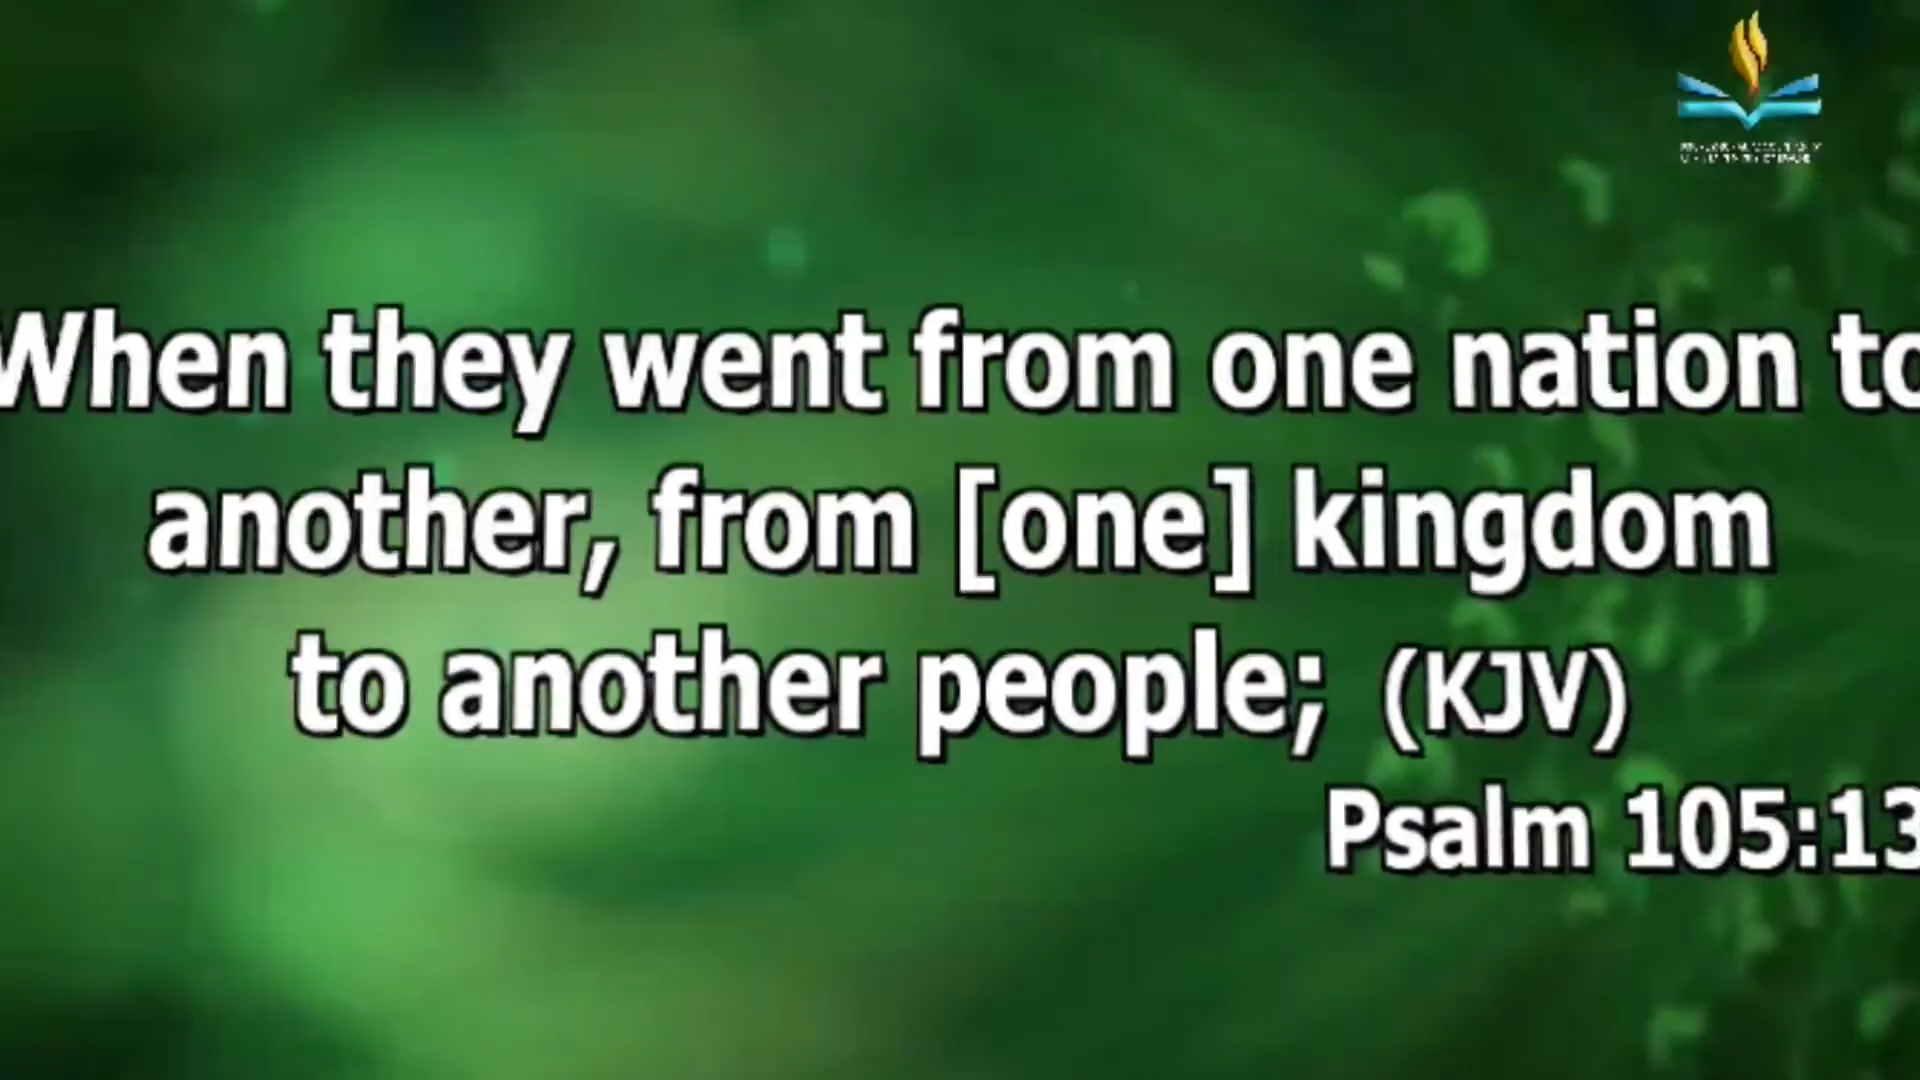 When they went from one nation to
another, from [one] kingdom
to another people; (KJV)
Psalm 105:13